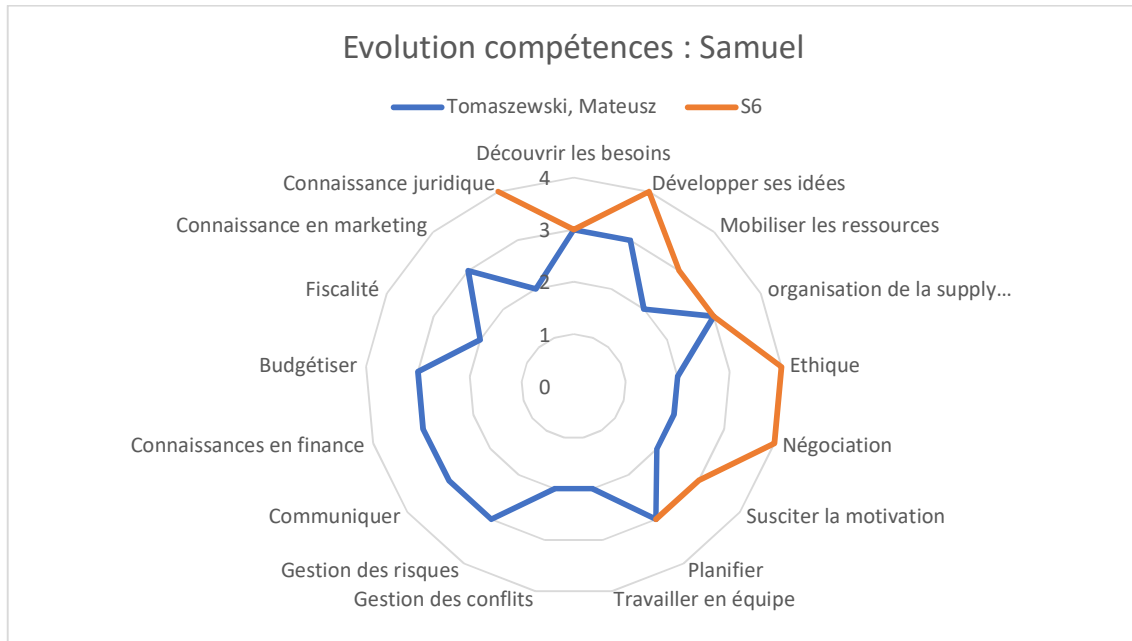 Evolution compétences : Samuel
Tomaszewski, Mateusz
S6
Découvrir les besoins
Développer ses idées
Mobiliser les ressources
organisation de la supply...
Ethique
Négociation
Susciter la motivation
Planifier
Travailler en équipe
Gestion des conflits
Gestion des risques
Communiquer
Connaissances en finance
Budgétiser
Fiscalité
Connaissance en marketing
Connaissance juridique
4
3
2
1
0